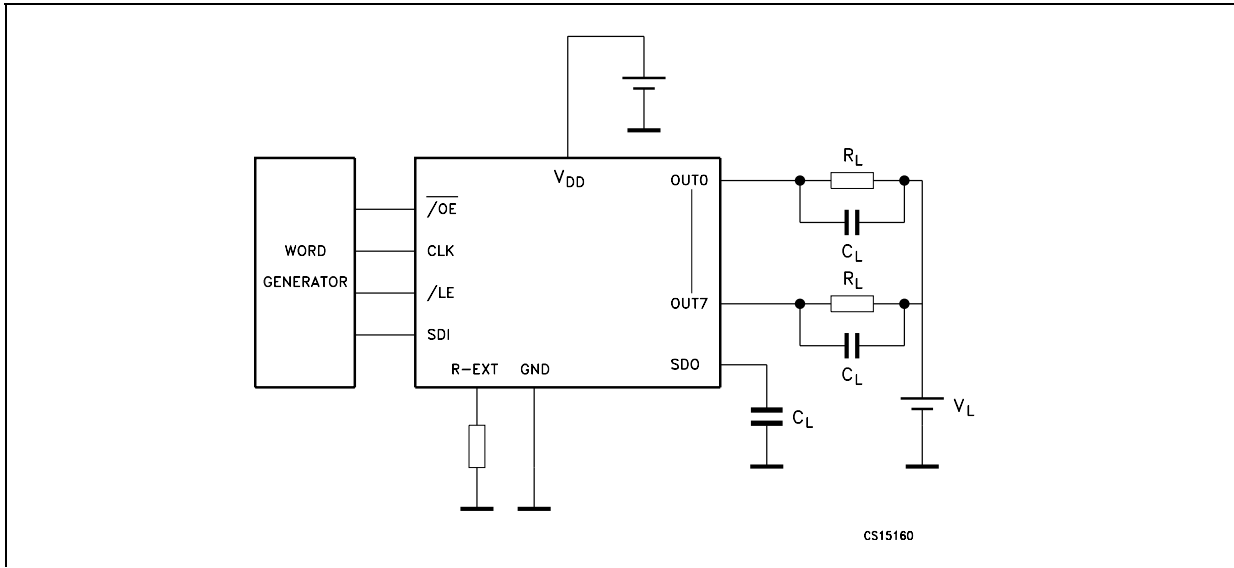 V_DD
OUT0
R_L
/OE
WORD
CLK
C_L
GENERATOR
R_L
/LE
OUT7
SDI
SDO
C_L
R-EXT
GND
V_L
C_L
CS15160